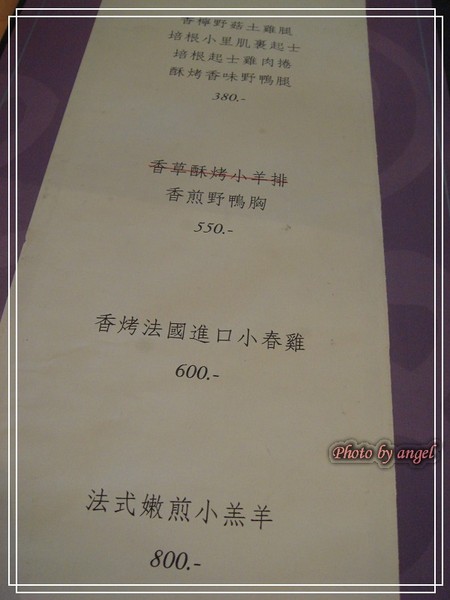 香檸野菇土雞腿
培根小里肌裹起士
培根起士雞肉捲
酥烤香味野鴨腿
380.-
香草酥烤小羊排
香煎野鴨胸
550.-
香烤法國進口小春雞
600.-
Photo by angel
法式嫩煎小羔羊
800.-